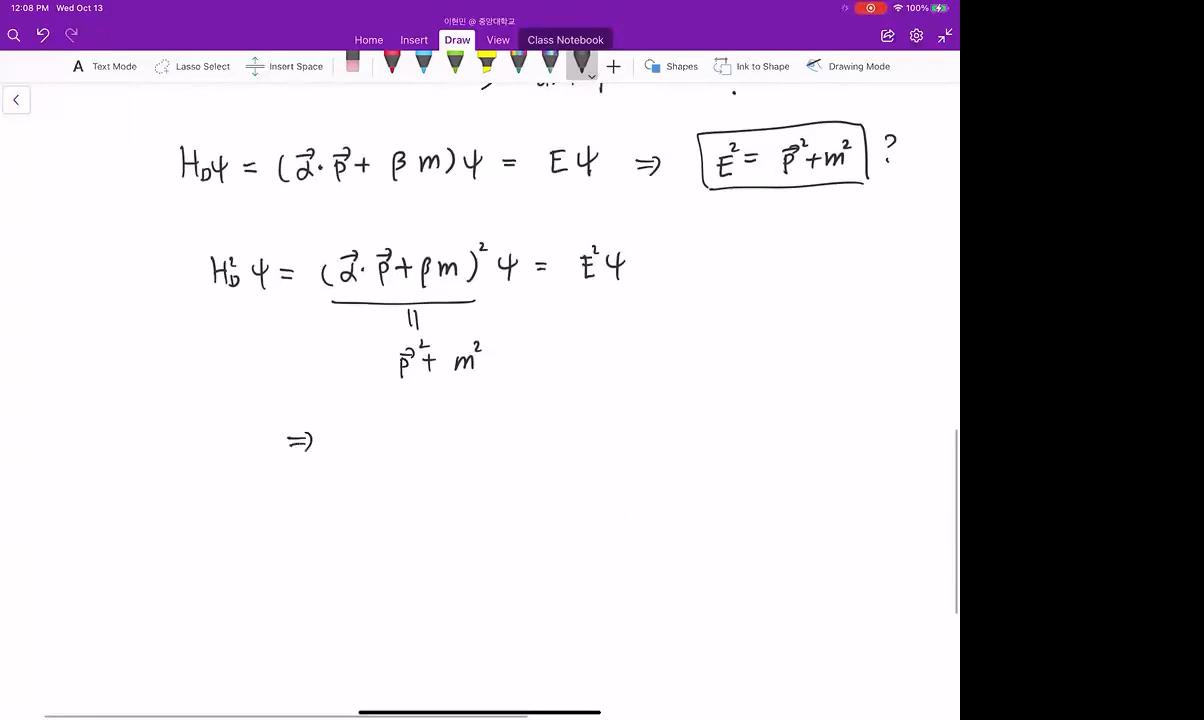 12:08 PM Wed Oct 13
100%
이현민 @ 중앙대학교
Home Insert Draw View Class Notebook
A Text Mode Lasso Select Insert Space Shapes Ink to Shape Drawing Mode
H_D ψ = (α⃗·p⃗ + β m) ψ = E ψ ⇒ E² = p⃗² + m² ?
H_D² ψ = (α⃗·p⃗ + β m)² ψ = E² ψ
||
p⃗² + m²
⇒